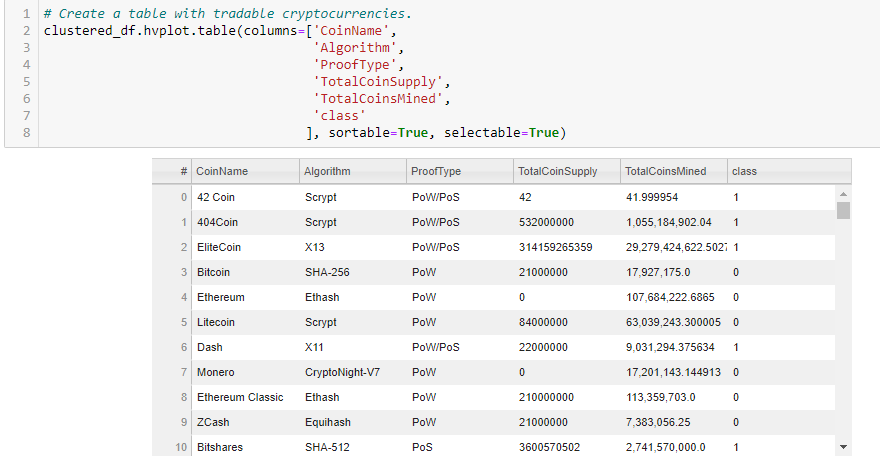 1 # Create a table with tradable cryptocurrencies.
2 clustered_df.hvplot.table(columns=['CoinName',
3 'Algorithm',
4 'ProofType',
5 'TotalCoinSupply',
6 'TotalCoinsMined',
7 'class'
8 ], sortable=True, selectable=True)
# CoinName Algorithm ProofType TotalCoinSupply TotalCoinsMined class
0 42 Coin Scrypt PoW/PoS 42 41.999954 1
1 404Coin Scrypt PoW/PoS 532000000 1,055,184,902.04 1
2 EliteCoin X13 PoW/PoS 314159265359 29,279,424,622.5027 1
3 Bitcoin SHA-256 PoW 21000000 17,927,175.0 0
4 Ethereum Ethash PoW 0 107,684,222.6865 0
5 Litecoin Scrypt PoW 84000000 63,039,243.300005 0
6 Dash X11 PoW/PoS 22000000 9,031,294.375634 1
7 Monero CryptoNight-V7 PoW 0 17,201,143.144913 0
8 Ethereum Classic Ethash PoW 210000000 113,359,703.0 0
9 ZCash Equihash PoW 21000000 7,383,056.25 0
10 Bitshares SHA-512 PoS 3600570502 2,741,570,000.0 1